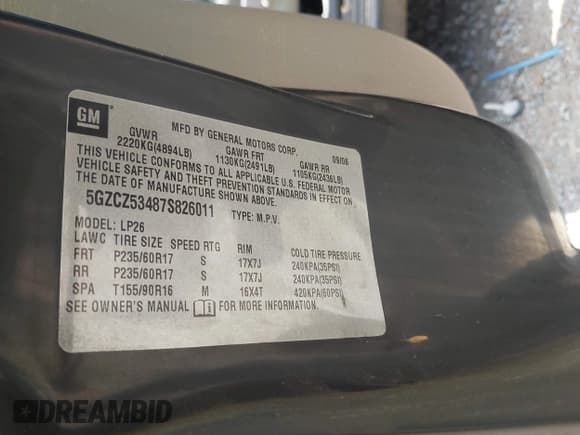 GM
MFD BY GENERAL MOTORS CORP.
09/06
GVWR GAWR FRT GAWR RR
2220KG(4894LB) 1130KG(2491LB) 1105KG(2436LB)
THIS VEHICLE CONFORMS TO ALL APPLICABLE U.S. FEDERAL MOTOR
VEHICLE SAFETY AND THEFT PREVENTION STANDARDS IN EFFECT ON
THE DATE OF MANUFACTURE SHOWN ABOVE.
5GZCZ53487S826011 TYPE: M.P.V.
MODEL: LP26
LAWC TIRE SIZE SPEED RTG RIM COLD TIRE PRESSURE
FRT P235/60R17 S 17X7J 240KPA(35PSI)
RR P235/60R17 S 17X7J 240KPA(35PSI)
SPA T155/90R16 M 16X4T 420KPA(60PSI)
SEE OWNER'S MANUAL FOR MORE INFORMATION.
DREAMBID